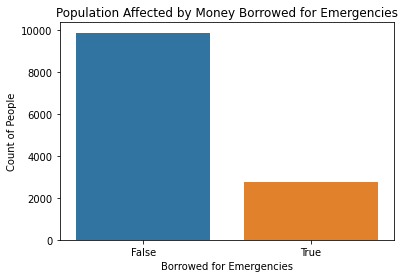 Population Affected by Money Borrowed for Emergencies
10000
8000
6000
4000
2000
0
Count of People
False
True
Borrowed for Emergencies